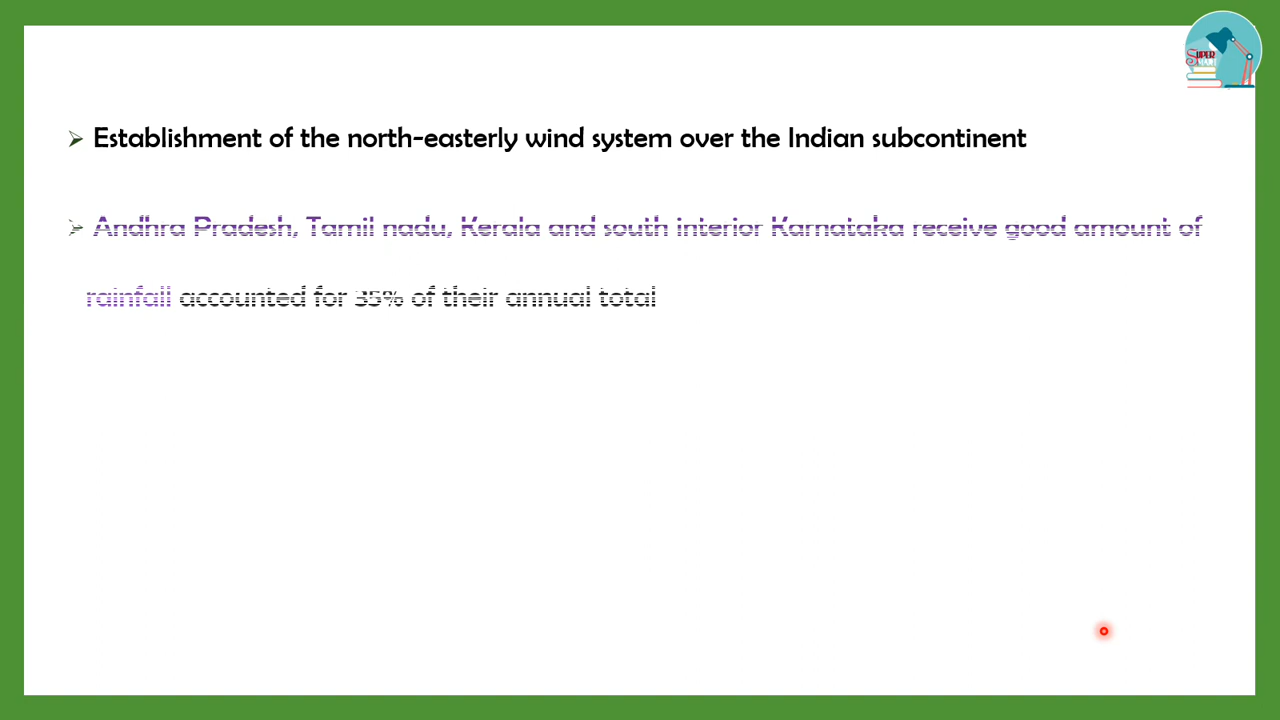 Establishment of the north-easterly wind system over the Indian subcontinent
Andhra Pradesh, Tamil nadu, Kerala and south interior Karnataka receive good amount of
rainfall accounted for 35% of their annual total
SUPER